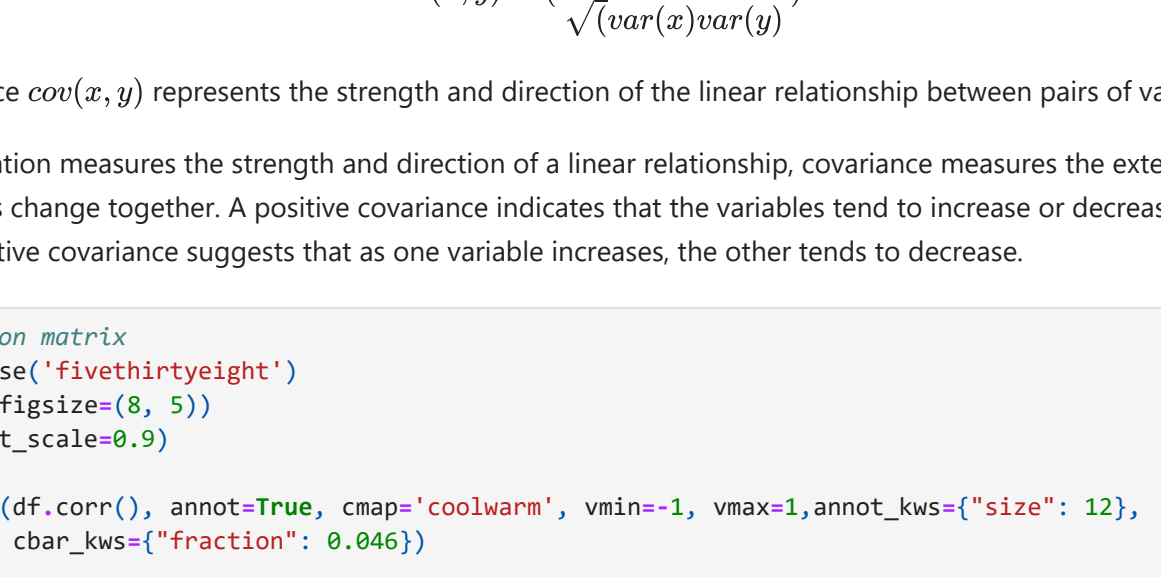 √(var(x)var(y)
ce cov(x, y) represents the strength and direction of the linear relationship between pairs of va
tion measures the strength and direction of a linear relationship, covariance measures the exte
s change together. A positive covariance indicates that the variables tend to increase or decreas
tive covariance suggests that as one variable increases, the other tends to decrease.
on matrix
se('fivethirtyeight')
figsize=(8, 5))
t_scale=0.9)
(df.corr(), annot=True, cmap='coolwarm', vmin=-1, vmax=1,annot_kws={"size": 12},
cbar_kws={"fraction": 0.046})